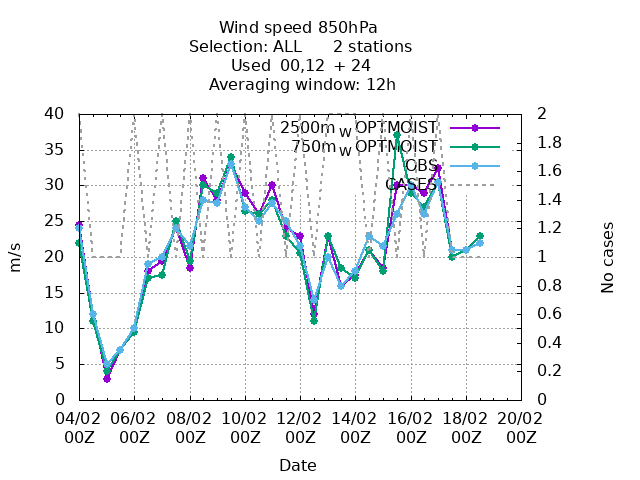 Wind speed 850hPa
Selection: ALL 2 stations
Used 00,12 + 24
Averaging window: 12h
40 2
2500m W OPTMOIST
35 1.8
750m W OPTMOIST
OBS
30 1.6
CASES
25 1.4
20 1.2
15 1
10 0.8
5 0.6
0 0.4
0.2
0
m/s
No cases
04/02 06/02 08/02 10/02 12/02 14/02 16/02 18/02 20/02
00Z 00Z 00Z 00Z 00Z 00Z 00Z 00Z 00Z
Date